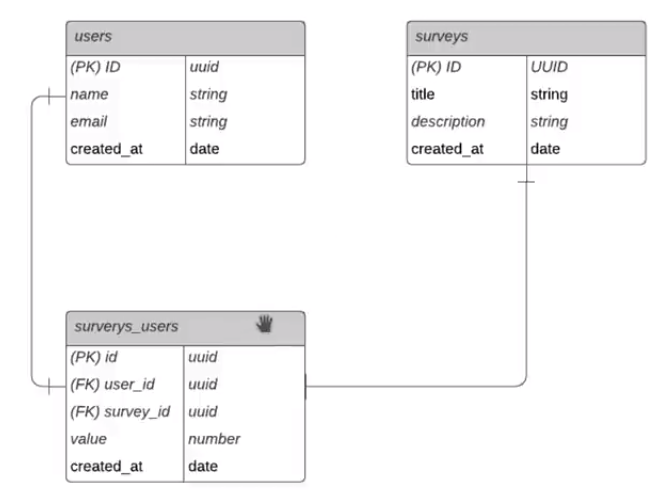 users
(PK) ID uuid
name string
email string
created_at date
surveys
(PK) ID UUID
title string
description string
created_at date
surverys_users
(PK) id uuid
(FK) user_id uuid
(FK) survey_id uuid
value number
created_at date